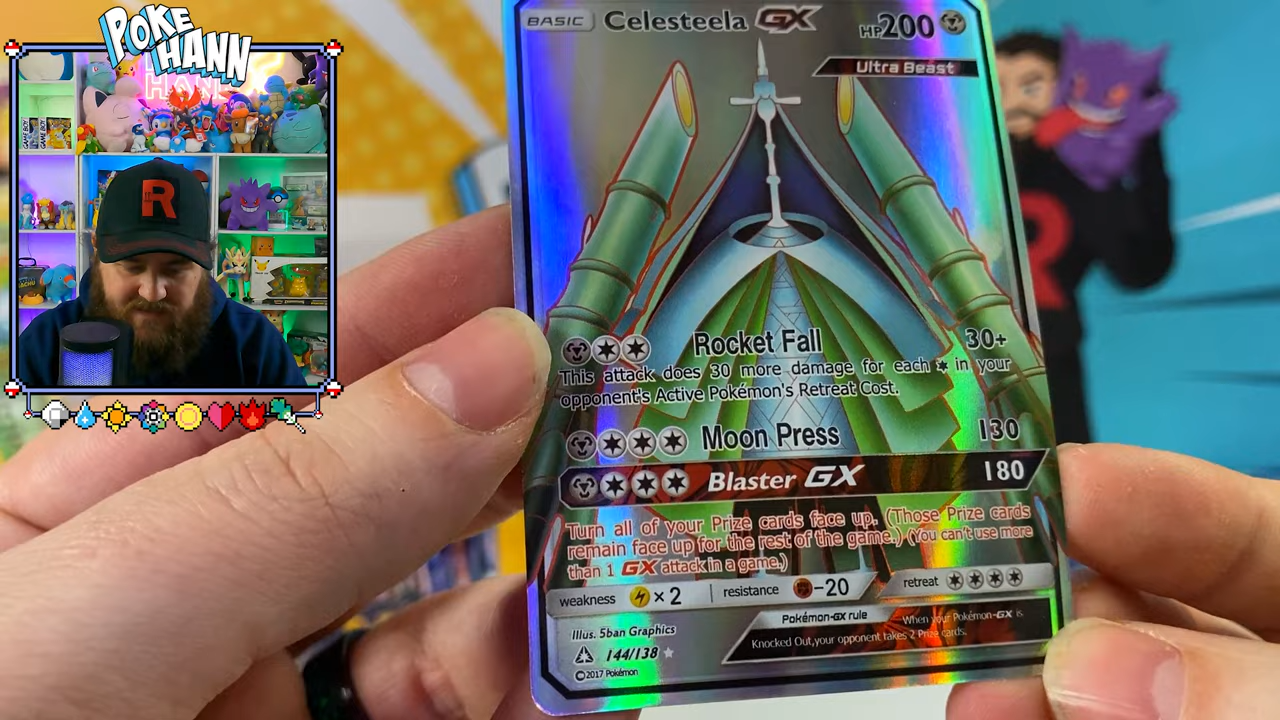 POKE
HANN
R
BASIC Celesteela GX HP200
Ultra Beast
Rocket Fall 30+
This attack does 30 more damage for each in your
opponent's Active Pokémon's Retreat Cost.
Moon Press 130
Blaster GX 180
Turn all of your Prize cards face up. (Those Prize cards
remain face up for the rest of the game.) (You can't use more
than 1 GX attack in a game.)
weakness ×2 resistance -20 retreat
Pokémon-GX rule When your Pokémon-GX is
Knocked Out, your opponent takes 2 Prize cards.
Illus. 5ban Graphics
144/138
©2017 Pokémon
R